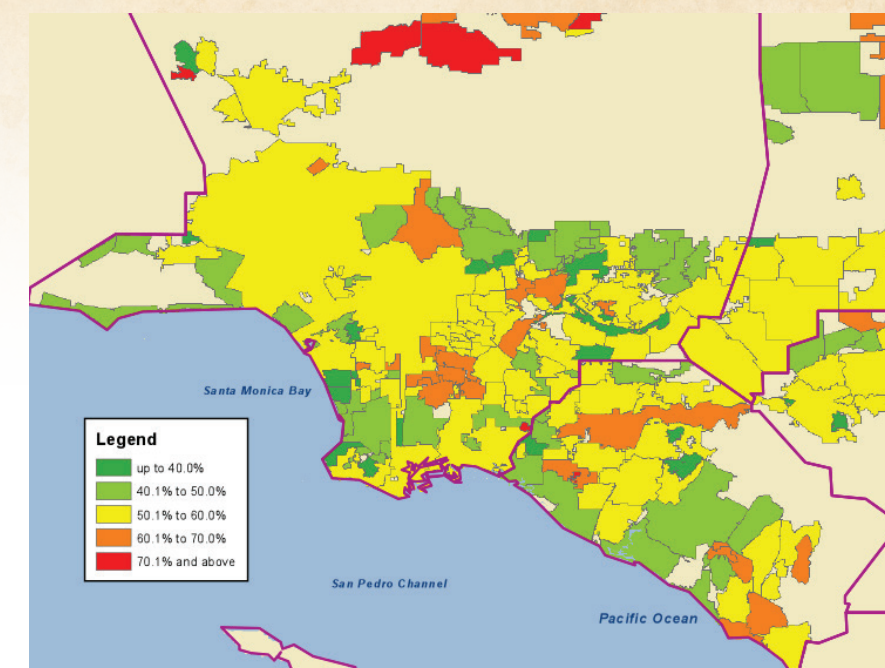 Santa Monica Bay
Legend
up to 40.0%
40.1% to 50.0%
50.1% to 60.0%
60.1% to 70.0%
70.1% and above
San Pedro Channel
Pacific Ocean